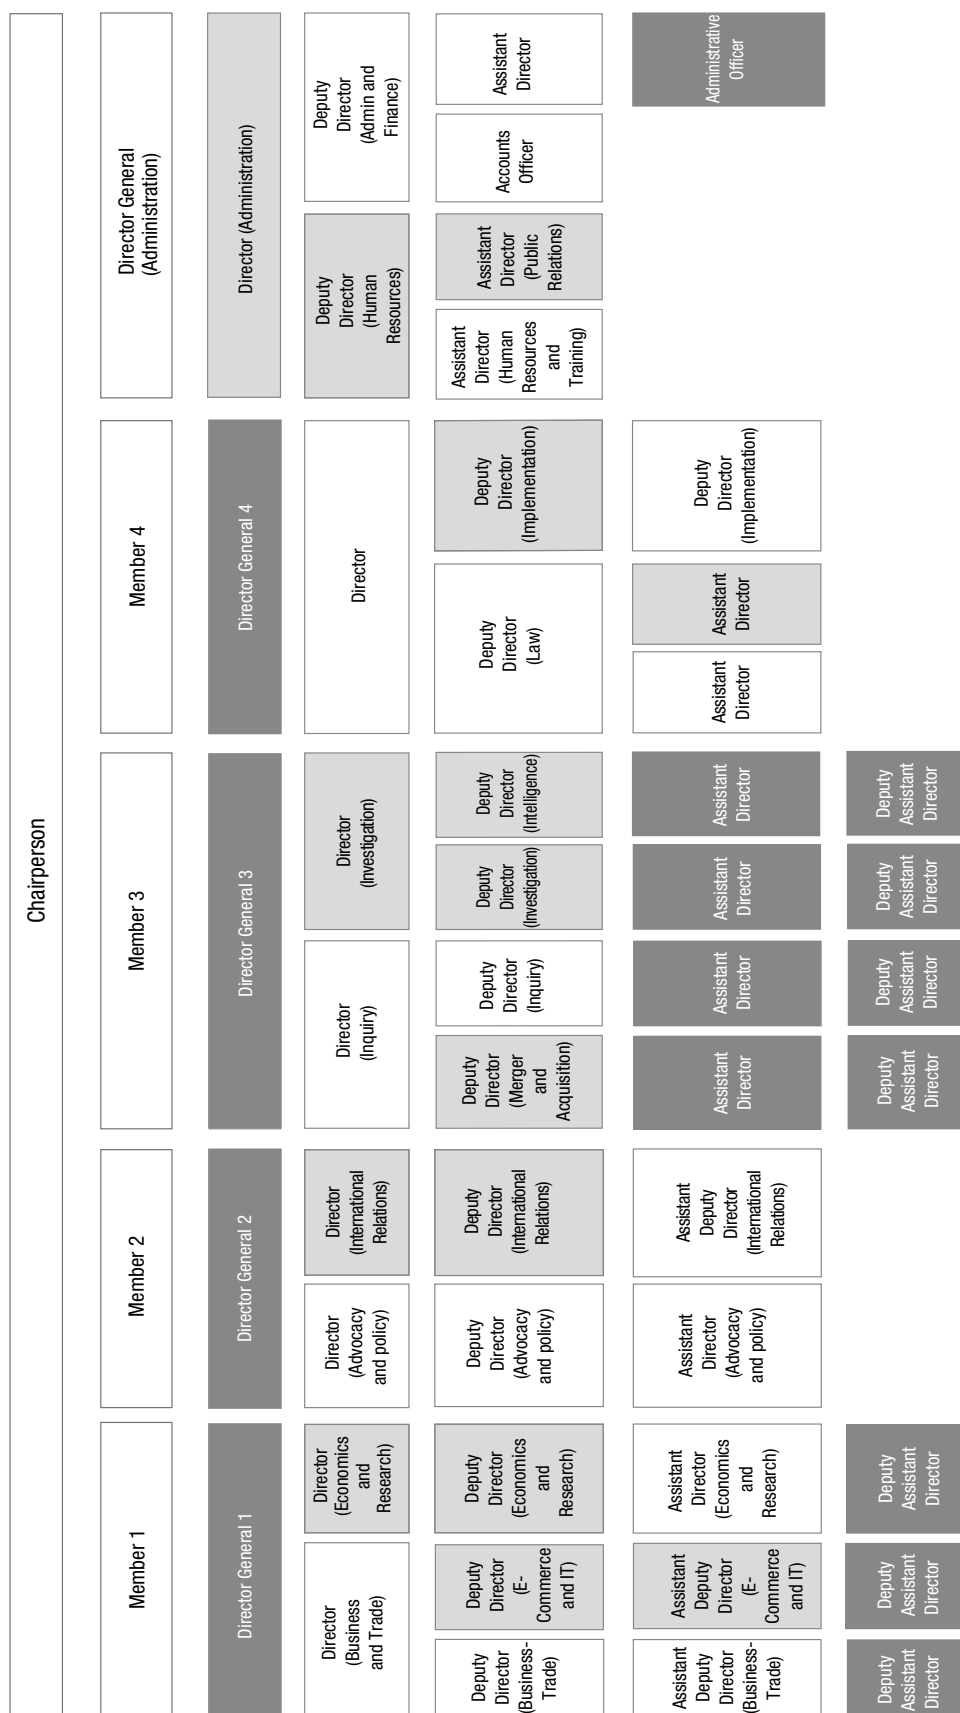 Chairperson
Member 1
Member 2
Member 3
Member 4
Director General
(Administration)
Director General 1
Director General 2
Director General 3
Director General 4
Director (Administration)
Director
(Business
and Trade)
Director
(Economics
and
Research)
Director
(Advocacy
and policy)
Director
(International
Relations)
Director
(Inquiry)
Director
(Investigation)
Director
Deputy
Director
(Human
Resources)
Deputy
Director
(Admin and
Finance)
Deputy
Director
(Business-
Trade)
Deputy
Director
(E-
Commerce
and IT)
Deputy
Director
(Economics
and
Research)
Deputy
Director
(Advocacy
and policy)
Deputy
Director
(International
Relations)
Deputy
Director
(Merger
and
Acquisition)
Deputy
Director
(Inquiry)
Deputy
Director
(Investigation)
Deputy
Director
(Intelligence)
Deputy
Director
(Law)
Deputy
Director
(Implementation)
Assistant
Director
(Human
Resources
and
Training)
Assistant
Director
(Public
Relations)
Accounts
Officer
Assistant
Director
Assistant
Deputy
Director
(Business-
Trade)
Assistant
Deputy
Director
(E-
Commerce
and IT)
Assistant
Director
(Economics
and
Research)
Assistant
Director
(Advocacy
and policy)
Assistant
Deputy
Director
(International
Relations)
Assistant
Director
Assistant
Director
Assistant
Director
Assistant
Director
Assistant
Director
Assistant
Director
Deputy
Director
(Implementation)
Administrative
Officer
Deputy
Assistant
Director
Deputy
Assistant
Director
Deputy
Assistant
Director
Deputy
Assistant
Director
Deputy
Assistant
Director
Deputy
Assistant
Director
Deputy
Assistant
Director